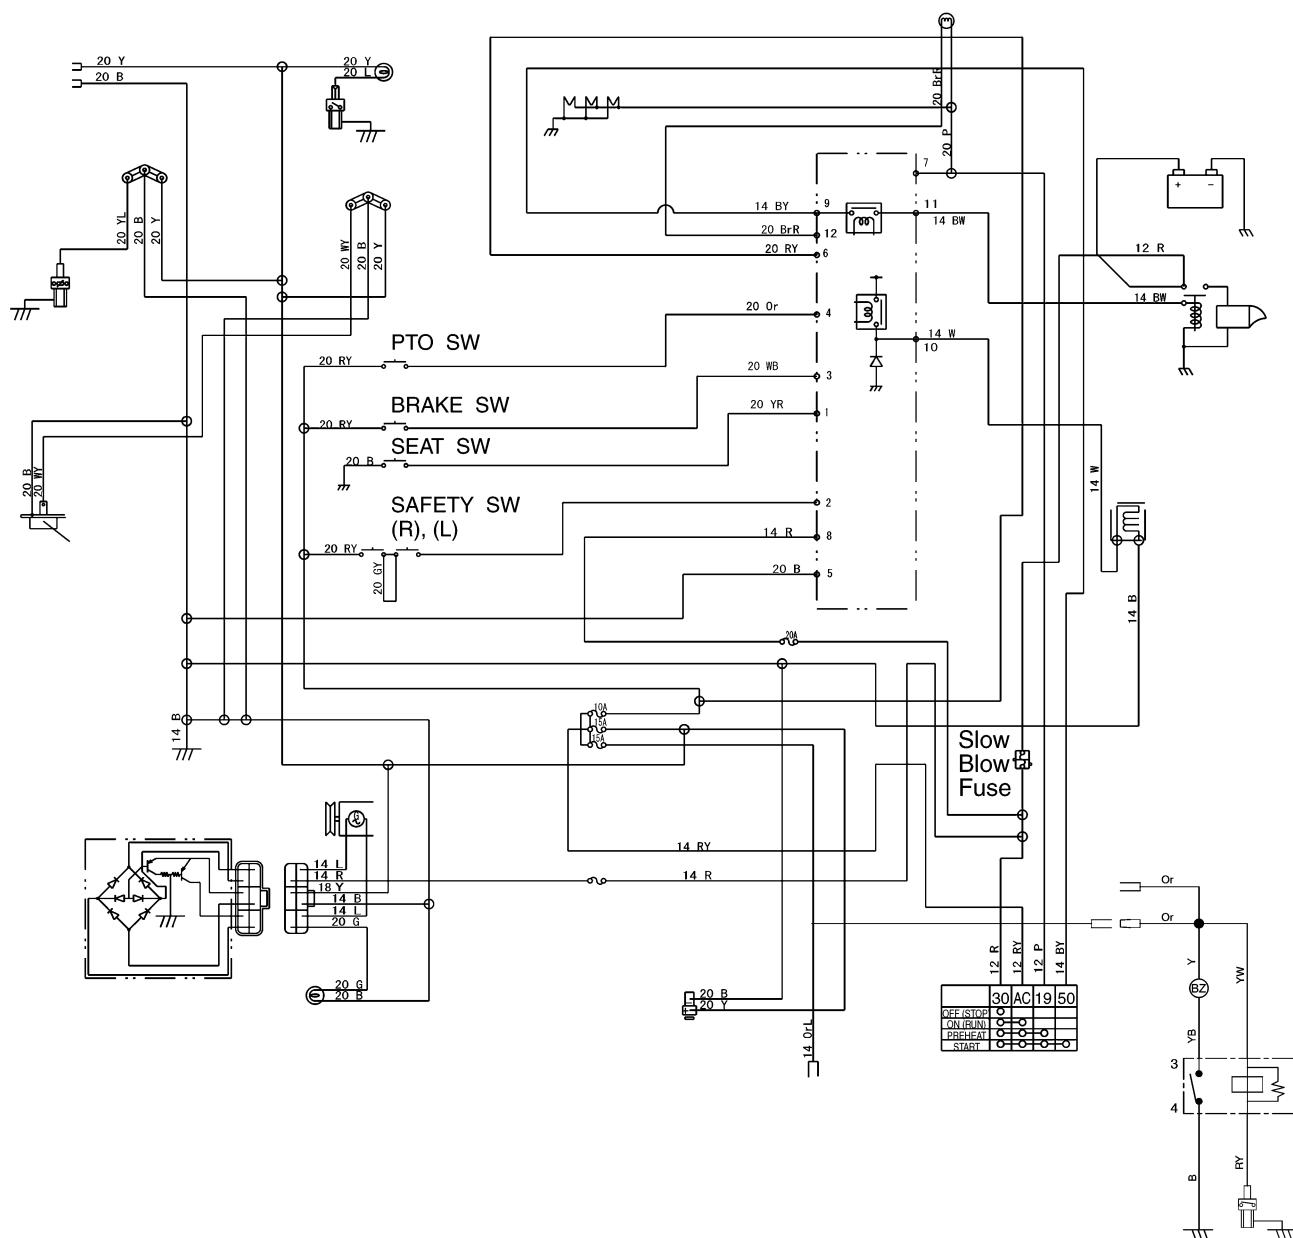 20 Y
20 B
20 Y
20 L
20 BrR
20 P
7
14 BY
9
11
14 BW
20 BrR
12
20 RY
6
+
−
12 R
14 BW
20 YL
20 B
20 Y
20 WY
20 B
20 Y
20 Or
4
14 W
10
PTO SW
20 RY
20 WB
3
BRAKE SW
20 RY
20 YR
1
SEAT SW
20 B
20 B
20 WY
SAFETY SW
(R), (L)
2
14 R
8
20 RY
20 GY
20 B
5
14 W
14 B
20A
14 B
10A
15A
15A
Slow
Blow
Fuse
G
14 RY
14 L
14 R
18 Y
14 B
14 L
20 G
14 R
20 G
20 B
20 B
20 Y
14 OrL
12 R
12 RY
12 P
14 BY
30 AC 19 50
OFF (STOP
ON (RUN)
PREHEAT
START
Or
Or
Y
YW
BZ
YB
3
4
B
RY